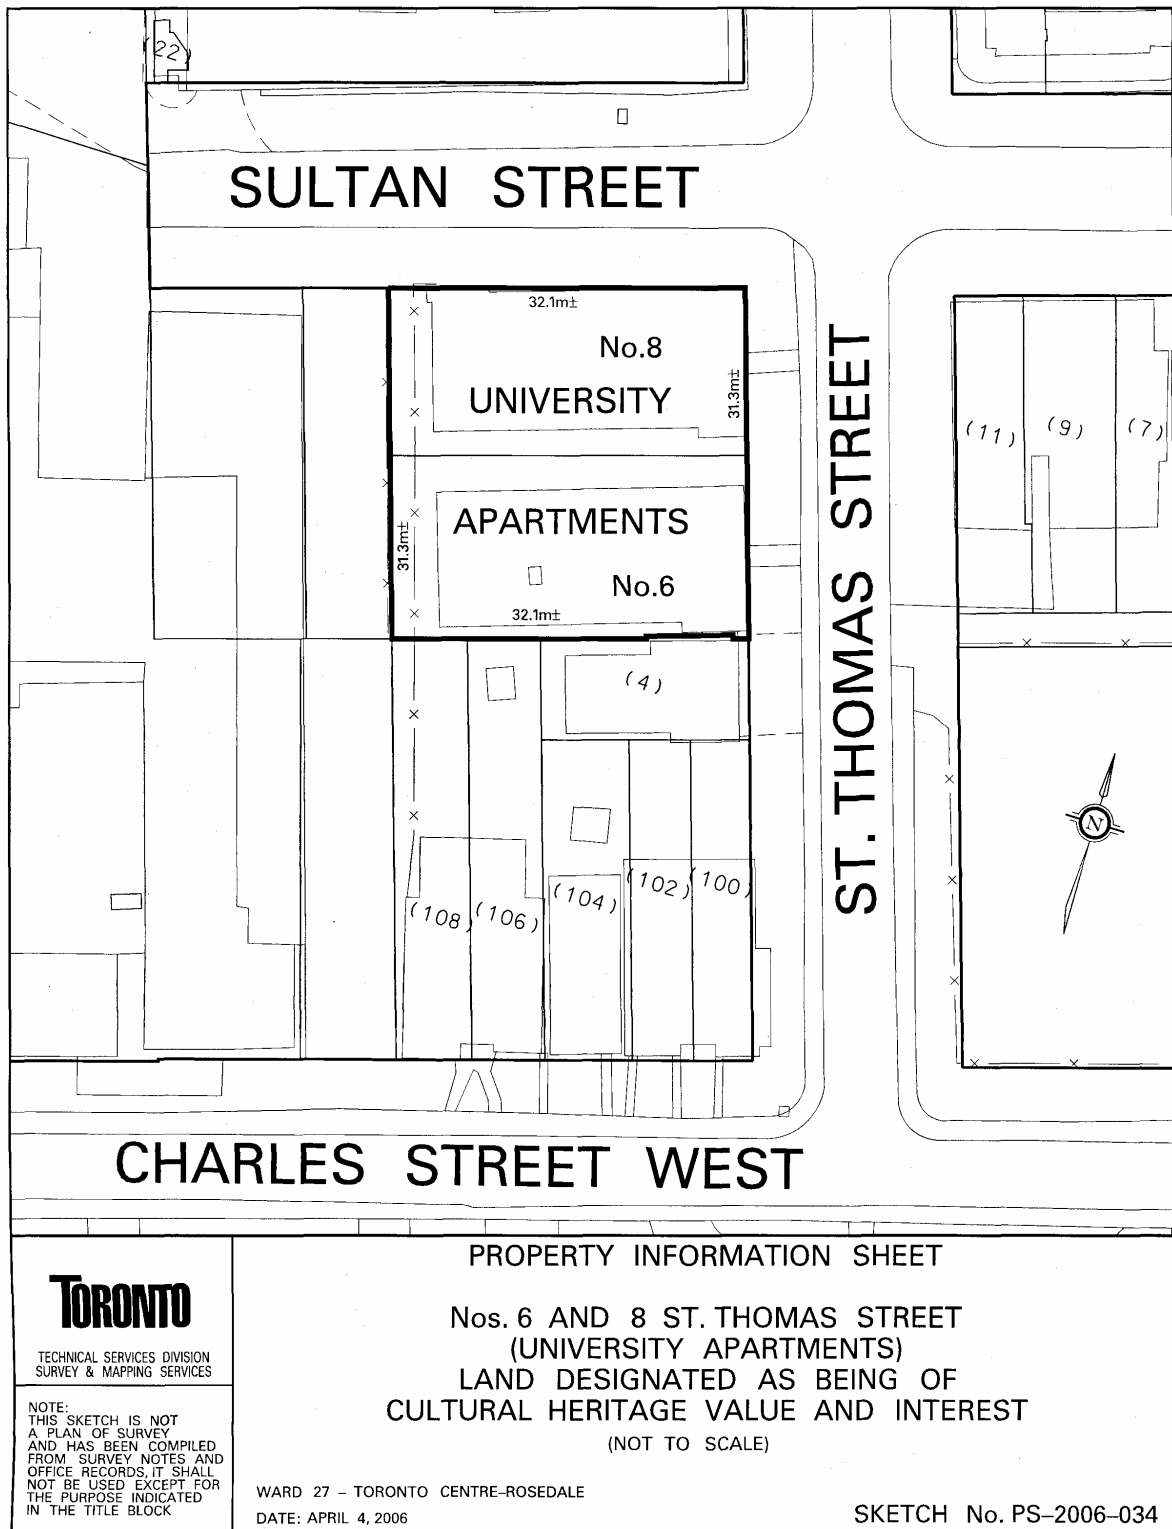 (22)
SULTAN STREET
32.1m±
No.8
UNIVERSITY
31.3m±
ST. THOMAS STREET
(11)
(9)
(7)
APARTMENTS
31.3m±
No.6
32.1m±
(4)
N
(108)
(106)
(104)
(102)
(100)
CHARLES STREET WEST
PROPERTY INFORMATION SHEET
Nos. 6 AND 8 ST. THOMAS STREET
(UNIVERSITY APARTMENTS)
LAND DESIGNATED AS BEING OF
CULTURAL HERITAGE VALUE AND INTEREST
(NOT TO SCALE)
TORONTO
TECHNICAL SERVICES DIVISION
SURVEY & MAPPING SERVICES
NOTE:
THIS SKETCH IS NOT
A PLAN OF SURVEY
AND HAS BEEN COMPILED
FROM SURVEY NOTES AND
OFFICE RECORDS, IT SHALL
NOT BE USED EXCEPT FOR
THE PURPOSE INDICATED
IN THE TITLE BLOCK
WARD 27 – TORONTO CENTRE–ROSEDALE
DATE: APRIL 4, 2006
SKETCH No. PS–2006–034